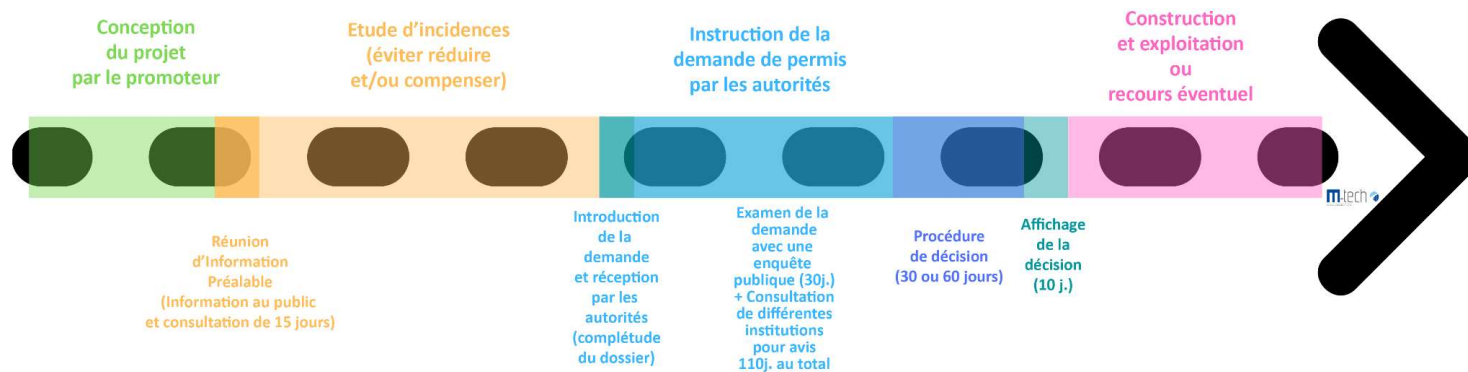 Conception
du projet
par le promoteur
Etude d'incidences
(éviter réduire
et/ou compenser)
Instruction de la
demande de permis
par les autorités
Construction
et exploitation
ou
recours éventuel
Réunion
d'Information
Préalable
(Information au public
et consultation de 15 jours)
Introduction
de la
demande
et réception
par les
autorités
(complétude
du dossier)
Examen de la
demande
avec une
enquête
publique (30j.)
+ Consultation
de différentes
institutions
pour avis
110j. au total
Procédure
de décision
(30 ou 60 jours)
Affichage
de la
décision
(10 j.)
m-tech